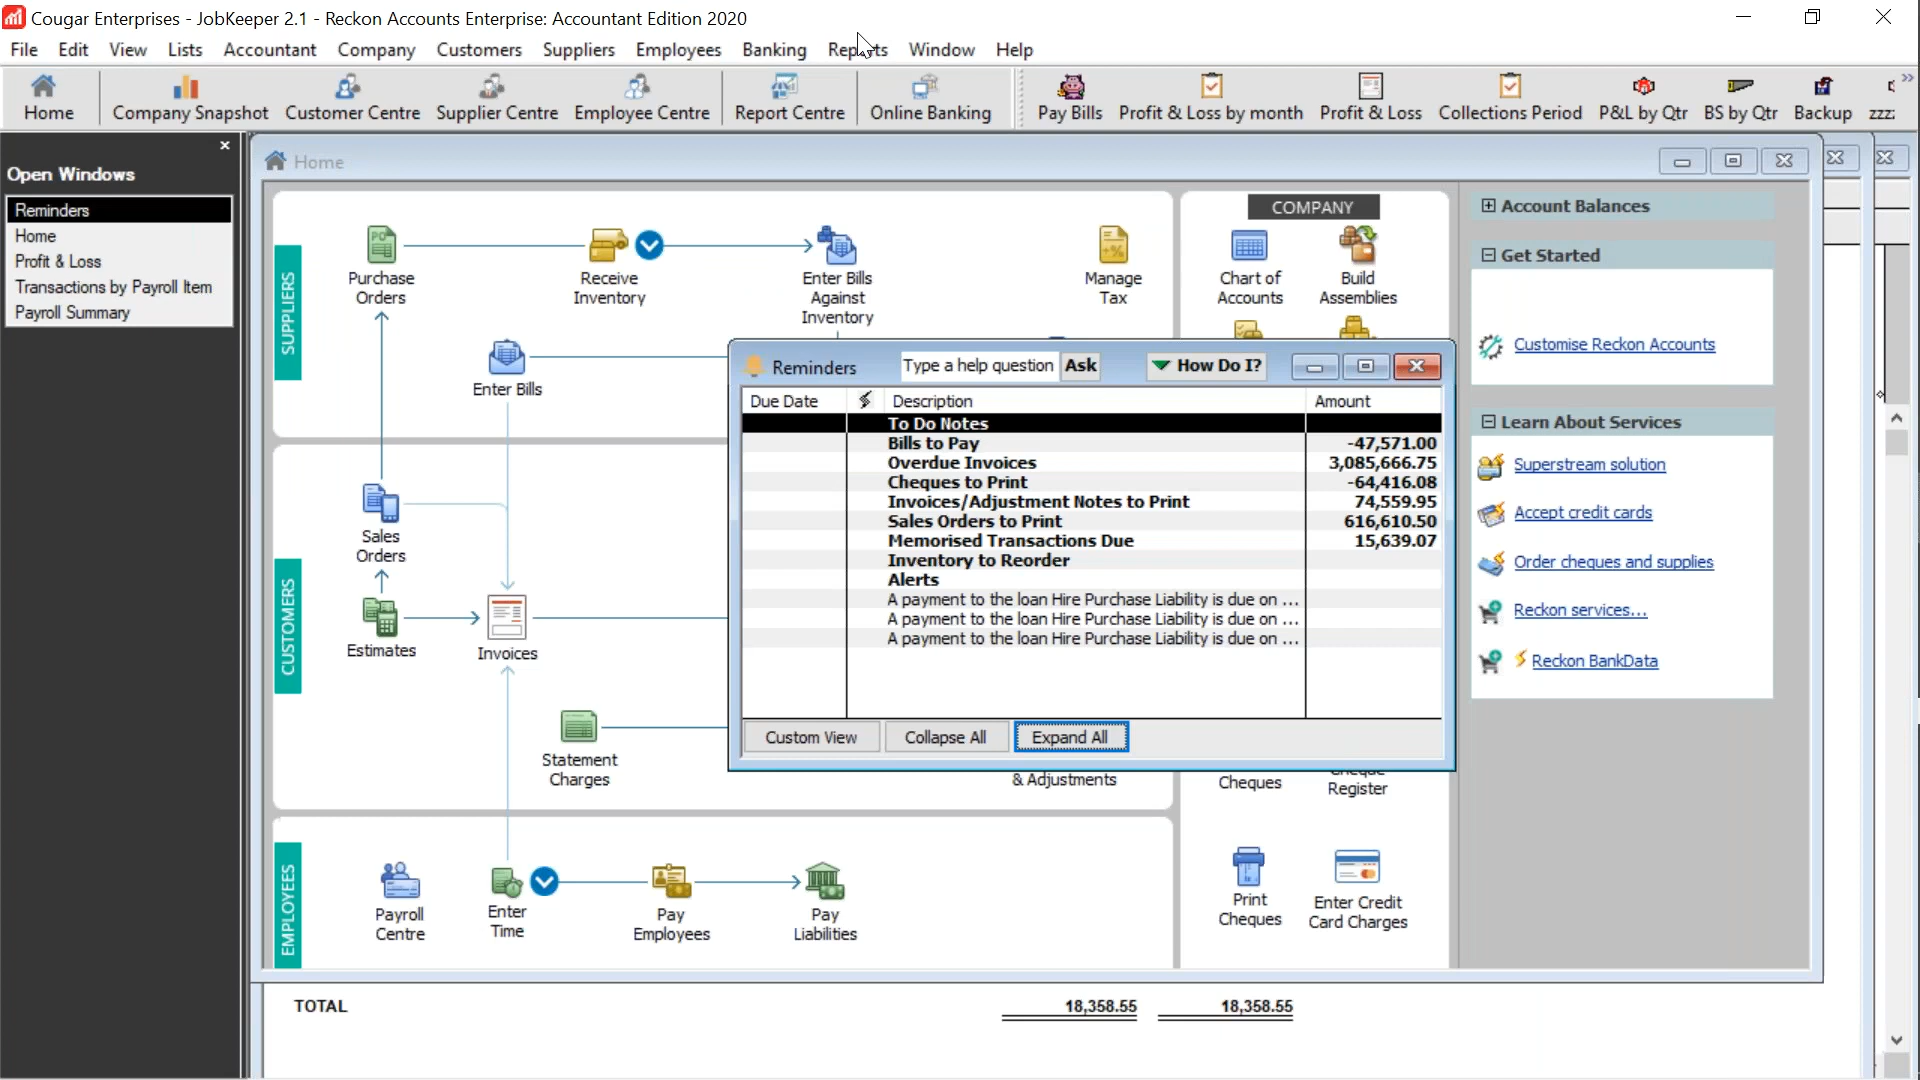 Cougar Enterprises - JobKeeper 2.1 - Reckon Accounts Enterprise: Accountant Edition 2020
File Edit View Lists Accountant Company Customers Suppliers Employees Banking Reports Window Help
Home Company Snapshot Customer Centre Supplier Centre Employee Centre Report Centre Online Banking Pay Bills Profit & Loss by month Profit & Loss Collections Period P&L by Qtr BS by Qtr Backup zzz
Open Windows
Reminders
Home
Profit & Loss
Transactions by Payroll Item
Payroll Summary
Home
SUPPLIERS
Purchase
Orders
Receive
Inventory
Enter Bills
Against
Inventory
Manage
Tax
Enter Bills
COMPANY
Chart of
Accounts
Build
Assemblies
Account Balances
Get Started
Customise Reckon Accounts
Learn About Services
Superstream solution
Accept credit cards
Order cheques and supplies
Reckon services...
Reckon BankData
Reminders Type a help question Ask How Do I?
Due Date Description Amount
To Do Notes
Bills to Pay -47,571.00
Overdue Invoices 3,085,666.75
Cheques to Print -64,416.08
Invoices/Adjustment Notes to Print 74,559.95
Sales Orders to Print 616,610.50
Memorised Transactions Due 15,639.07
Inventory to Reorder
Alerts
A payment to the loan Hire Purchase Liability is due on ...
A payment to the loan Hire Purchase Liability is due on ...
A payment to the loan Hire Purchase Liability is due on ...
Custom View Collapse All Expand All
CUSTOMERS
Sales
Orders
Estimates
Invoices
Statement
Charges
& Adjustments
Cheques
Cheque
Register
EMPLOYEES
Payroll
Centre
Enter
Time
Pay
Employees
Pay
Liabilities
Print
Cheques
Enter Credit
Card Charges
TOTAL 18,358.55 18,358.55